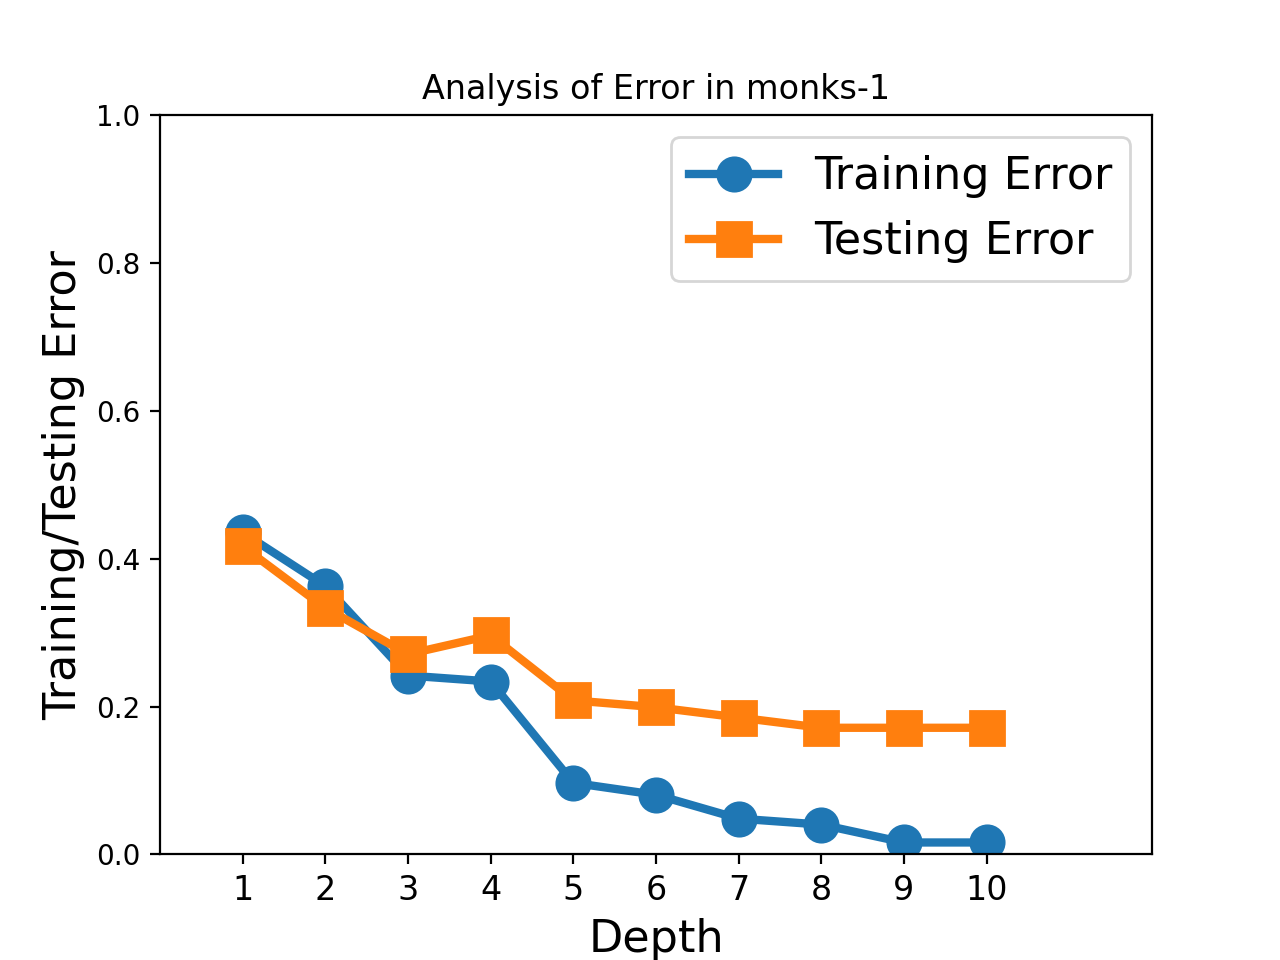 Analysis of Error in monks-1
Training Error
Testing Error
Training/Testing Error
1.0
0.8
0.6
0.4
0.2
0.0
1 2 3 4 5 6 7 8 9 10
Depth